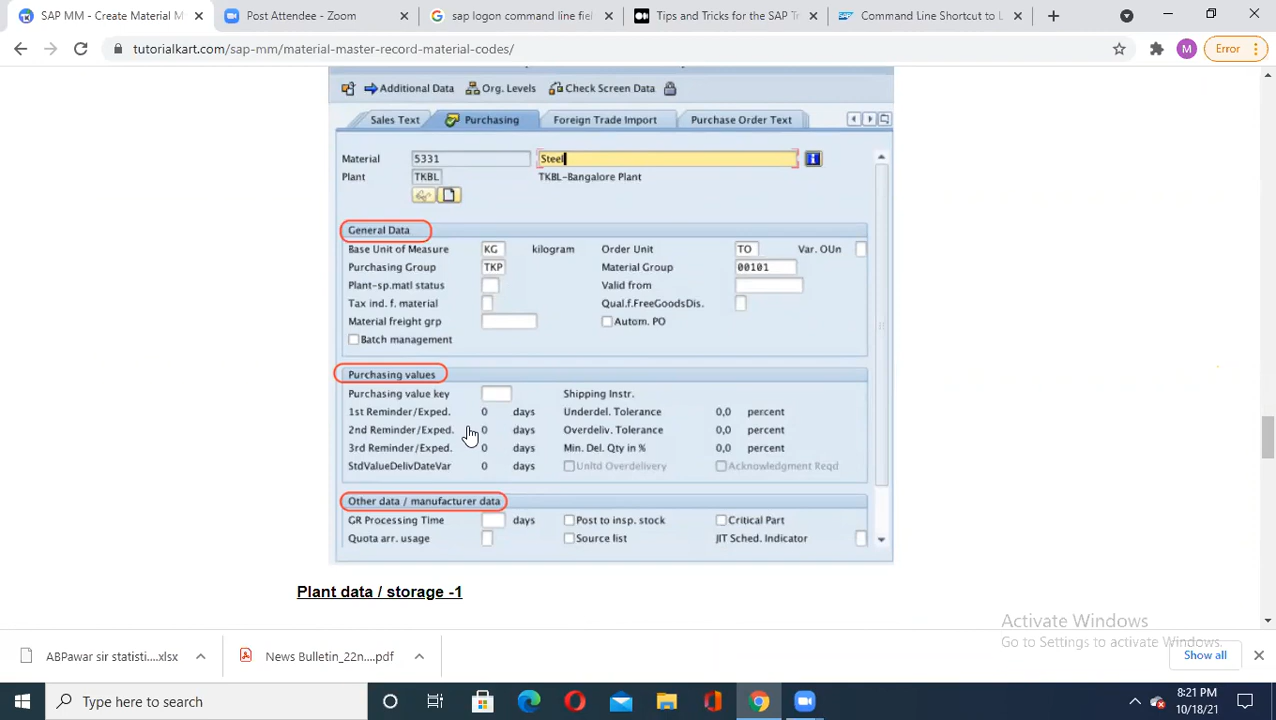 SAP MM - Create Material M
Post Attendee - Zoom
sap logon command line fiel
Tips and Tricks for the SAP T
Command Line Shortcut to L
tutorialkart.com/sap-mm/material-master-record-material-codes/
M
Error
Additional Data
Org. Levels
Check Screen Data
Sales Text
Purchasing
Foreign Trade Import
Purchase Order Text
Material 5331 Steel
Plant TKBL TKBL-Bangalore Plant
General Data
Base Unit of Measure KG kilogram Order Unit TO Var. OUn
Purchasing Group TKP Material Group 00101
Plant-sp.matl status Valid from
Tax ind. f. material Qual.f.FreeGoodsDis.
Material freight grp Autom. PO
Batch management
Purchasing values
Purchasing value key Shipping Instr.
1st Reminder/Exped. 0 days Underdel. Tolerance 0,0 percent
2nd Reminder/Exped. 0 days Overdeliv. Tolerance 0,0 percent
3rd Reminder/Exped. 0 days Min. Del. Qty in % 0,0 percent
StdValueDelivDateVar 0 days Unltd Overdelivery Acknowledgment Reqd
Other data / manufacturer data
GR Processing Time days Post to insp. stock Critical Part
Quota arr. usage Source list JIT Sched. Indicator
Plant data / storage -1
Activate Windows
Go to Settings to activate Windows.
ABPawar sir statisti....xlsx
News Bulletin_22n....pdf
Show all
Type here to search
8:21 PM
10/18/21